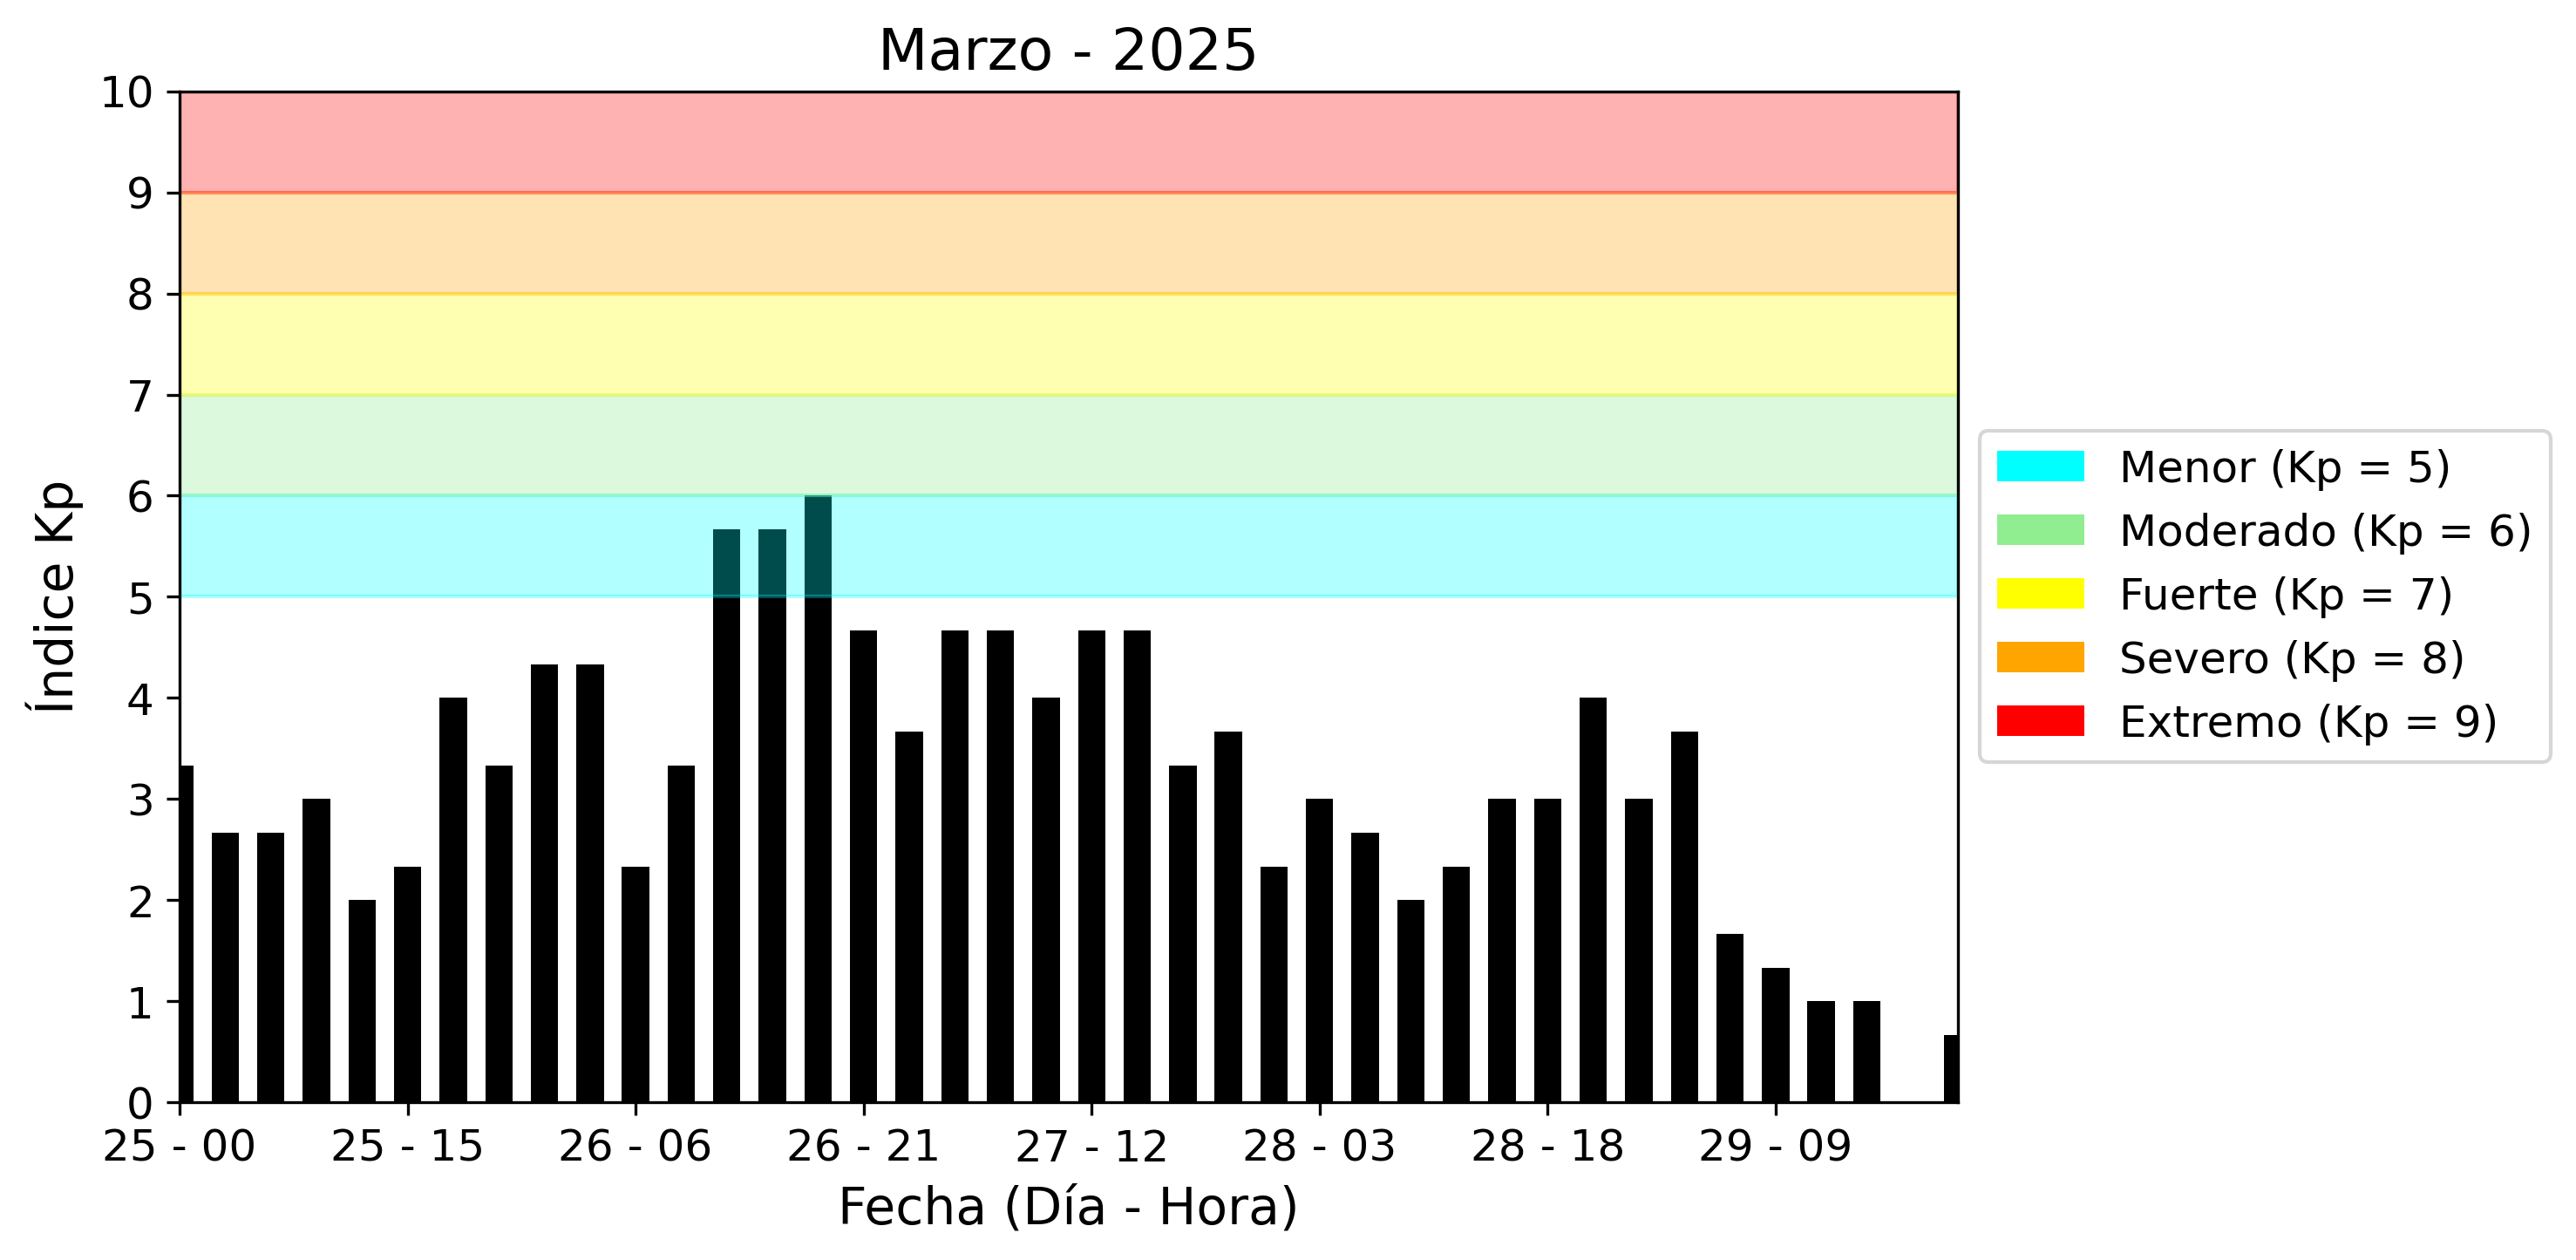 Marzo - 2025
Índice Kp
10
9
8
7
6
5
4
3
2
1
0
25 - 00
25 - 15
26 - 06
26 - 21
27 - 12
28 - 03
28 - 18
29 - 09
Fecha (Día - Hora)
Menor (Kp = 5)
Moderado (Kp = 6)
Fuerte (Kp = 7)
Severo (Kp = 8)
Extremo (Kp = 9)